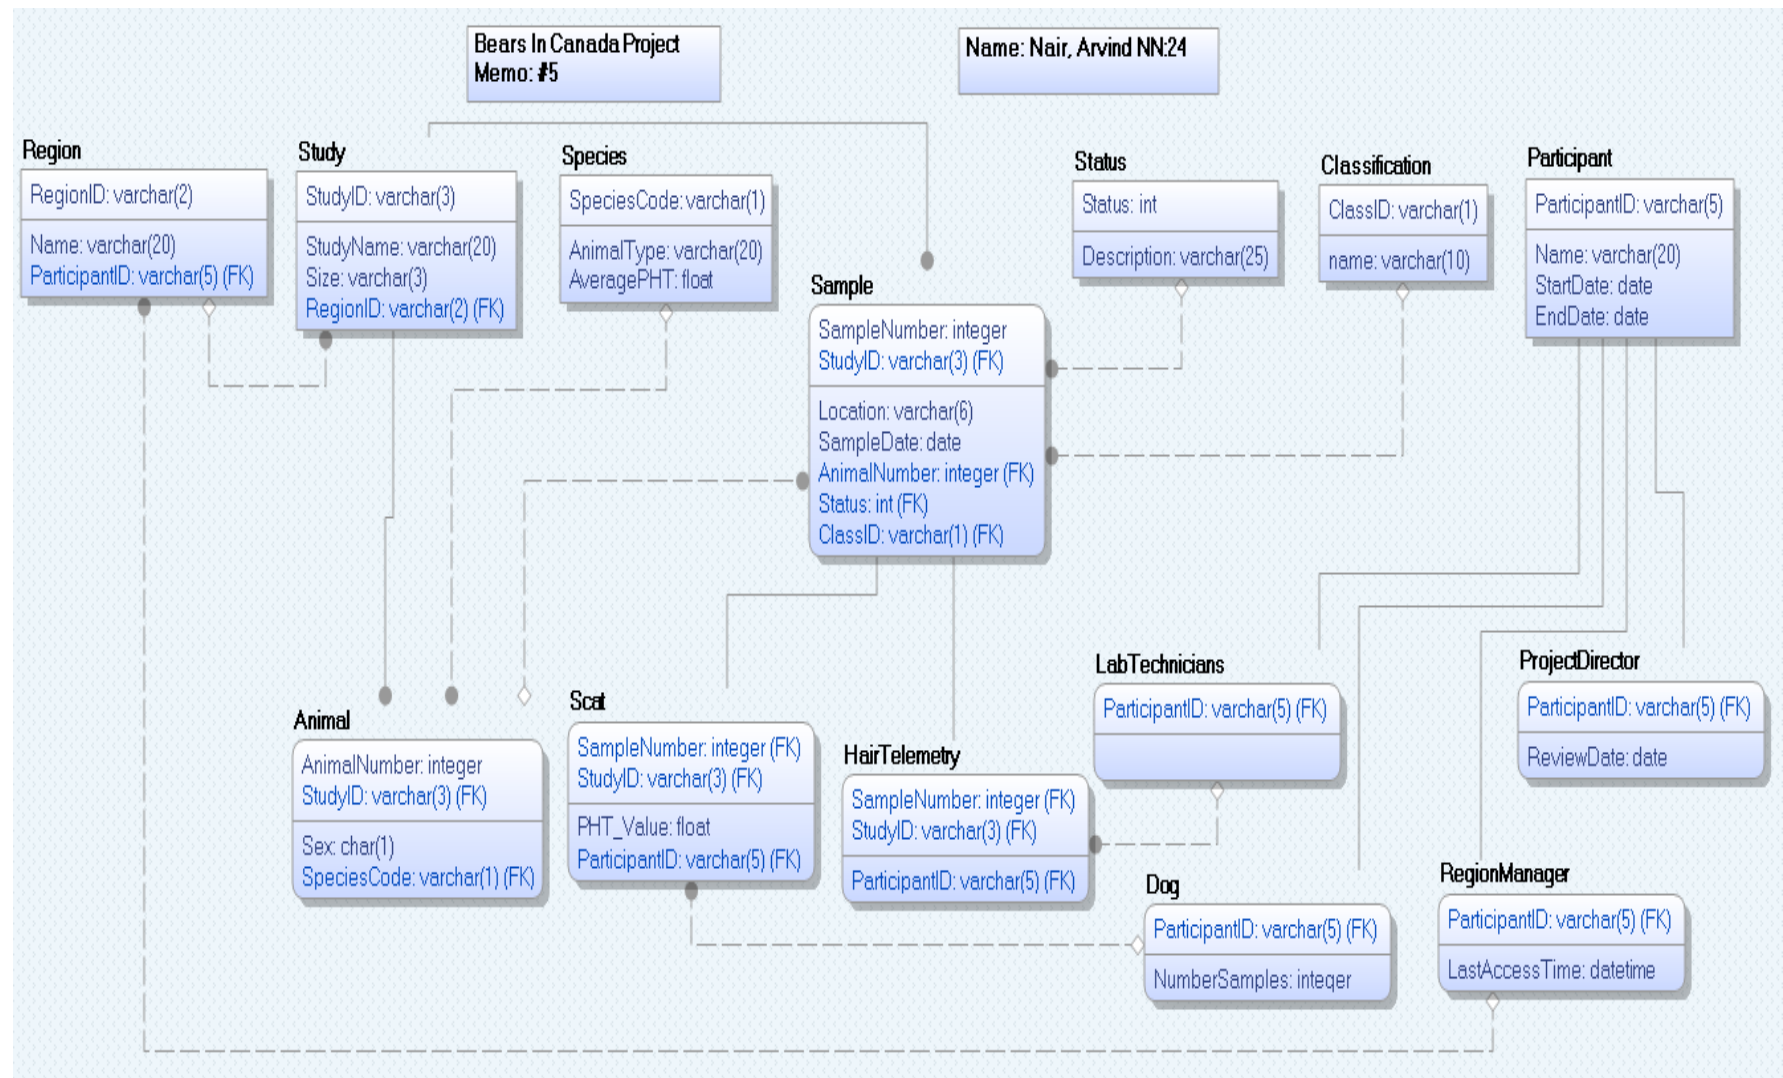 Bears In Canada Project
Memo: #5
Name: Nair, Arvind NN:24
Region
RegionID: varchar(2)
Name: varchar(20)
ParticipantID: varchar(5) (FK)
Study
StudyID: varchar(3)
StudyName: varchar(20)
Size: varchar(3)
RegionID: varchar(2) (FK)
Species
SpeciesCode: varchar(1)
AnimalType: varchar(20)
AveragePHT: float
Sample
SampleNumber: integer
StudyID: varchar(3) (FK)
Location: varchar(6)
SampleDate: date
AnimalNumber: integer (FK)
Status: int (FK)
ClassID: varchar(1) (FK)
Status
Status: int
Description: varchar(25)
Classification
ClassID: varchar(1)
name: varchar(10)
Participant
ParticipantID: varchar(5)
Name: varchar(20)
StartDate: date
EndDate: date
Animal
AnimalNumber: integer
StudyID: varchar(3) (FK)
Sex: char(1)
SpeciesCode: varchar(1) (FK)
Scat
SampleNumber: integer (FK)
StudyID: varchar(3) (FK)
PHT_Value: float
ParticipantID: varchar(5) (FK)
HairTelemetry
SampleNumber: integer (FK)
StudyID: varchar(3) (FK)
ParticipantID: varchar(5) (FK)
LabTechnicians
ParticipantID: varchar(5) (FK)
Dog
ParticipantID: varchar(5) (FK)
NumberSamples: integer
RegionManager
ParticipantID: varchar(5) (FK)
LastAccessTime: datetime
ProjectDirector
ParticipantID: varchar(5) (FK)
ReviewDate: date